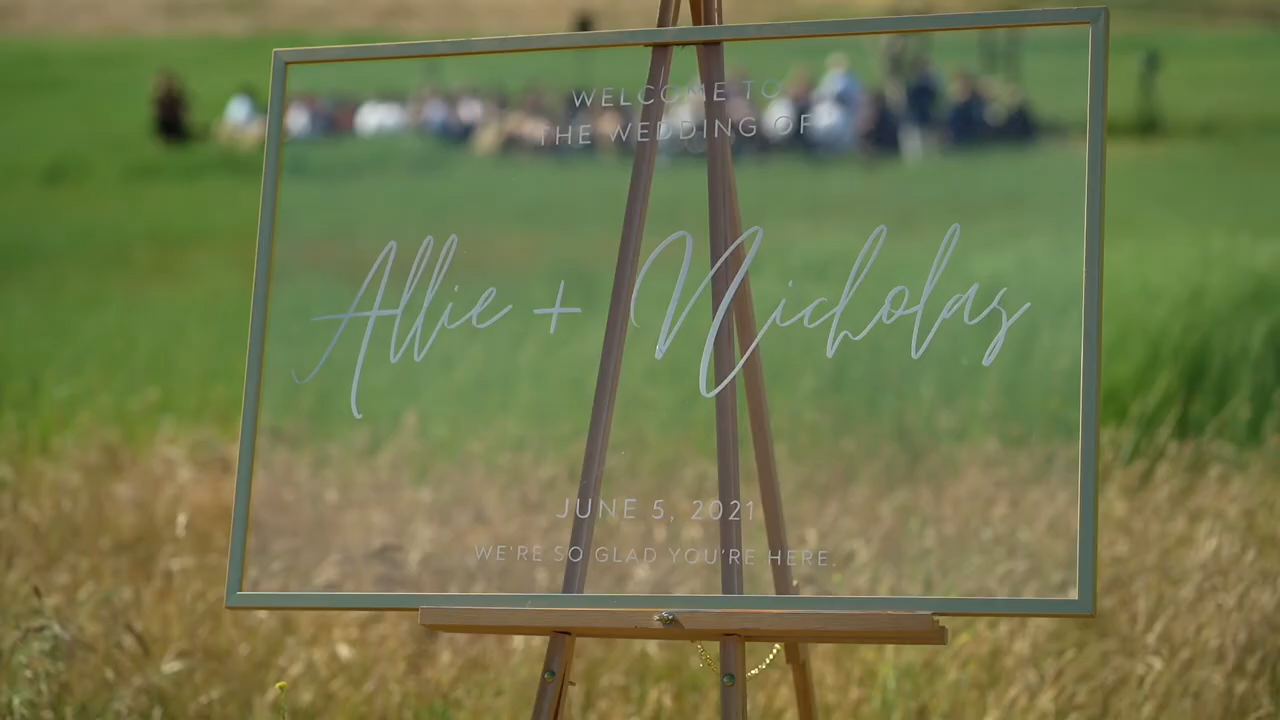 WELCOME TO
THE WEDDING OF
Allie + Nicholas
JUNE 5, 2021
WE'RE SO GLAD YOU'RE HERE.